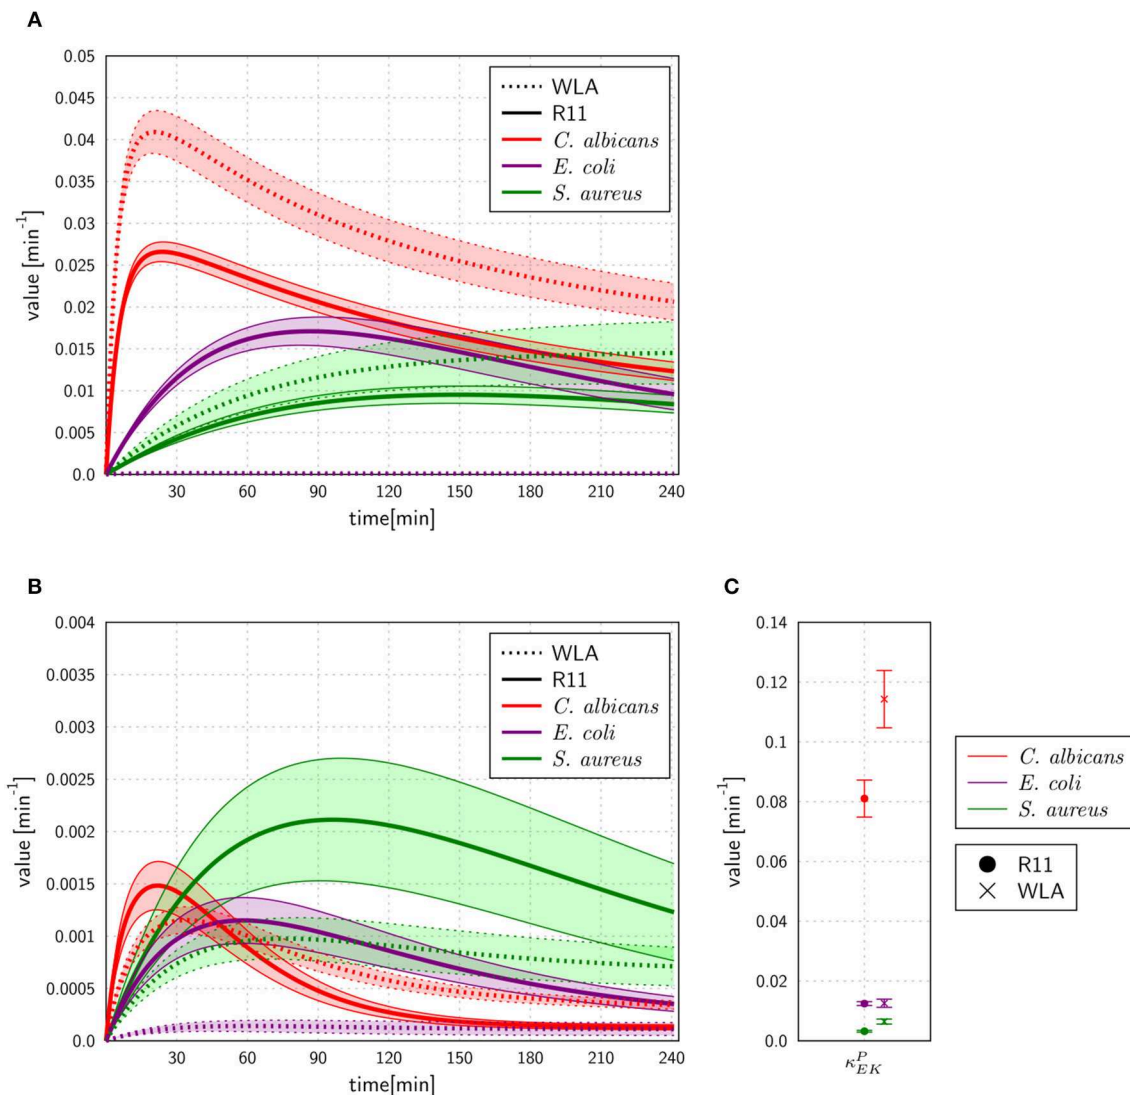 A
0.05
0.045
0.04
0.035
0.03
0.025
0.02
0.015
0.01
0.005
0.0
value [min⁻¹]
30 60 90 120 150 180 210 240
time[min]
WLA
R11
C. albicans
E. coli
S. aureus
B
0.004
0.0035
0.003
0.0025
0.002
0.0015
0.001
0.0005
0.0
value [min⁻¹]
30 60 90 120 150 180 210 240
time[min]
WLA
R11
C. albicans
E. coli
S. aureus
C
0.14
0.12
0.1
0.08
0.06
0.04
0.02
0.0
value [min⁻¹]
κ^P_EK
C. albicans
E. coli
S. aureus
R11
WLA